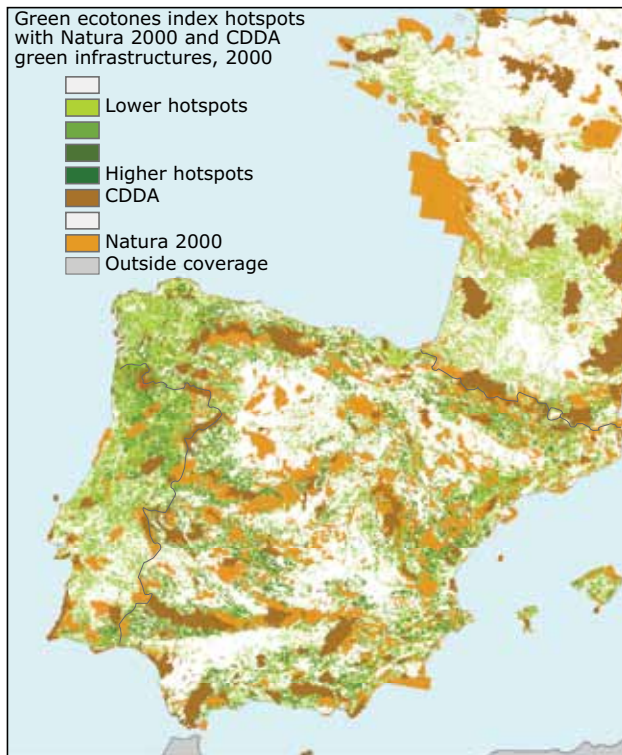 Green ecotones index hotspots
with Natura 2000 and CDDA
green infrastructures, 2000
Lower hotspots
Higher hotspots
CDDA
Natura 2000
Outside coverage